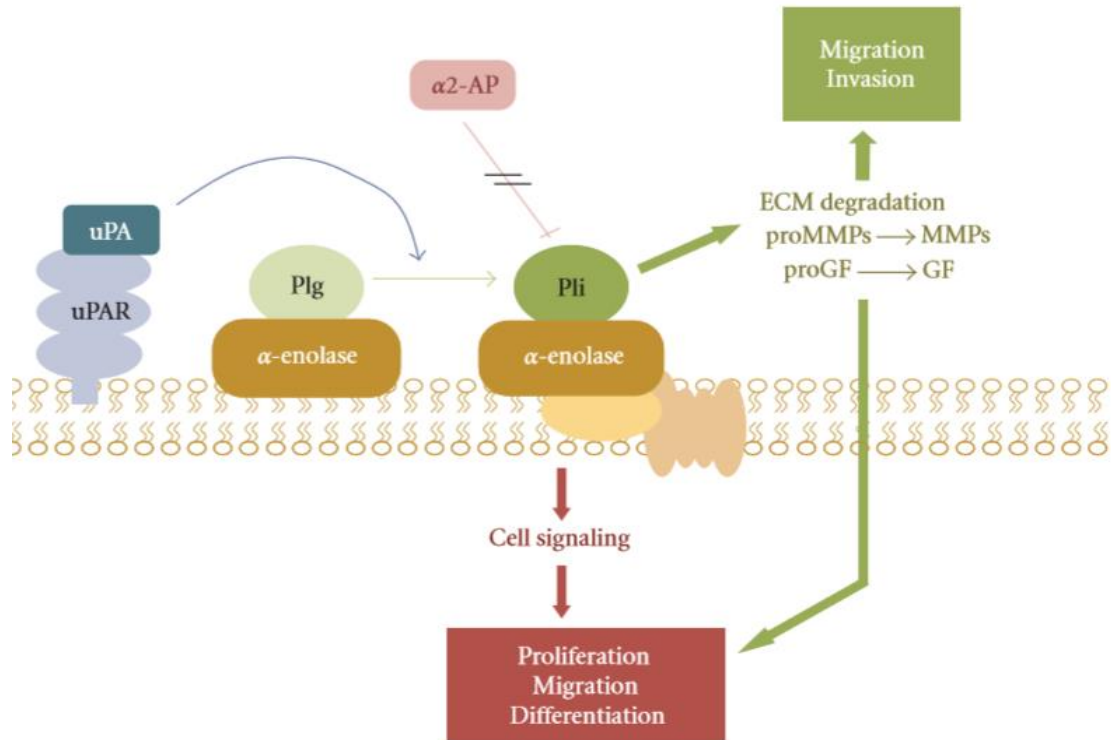 Migration
Invasion
α2-AP
ECM degradation
proMMPs → MMPs
proGF → GF
uPA
uPAR
Plg
Pli
α-enolase
α-enolase
Cell signaling
Proliferation
Migration
Differentiation